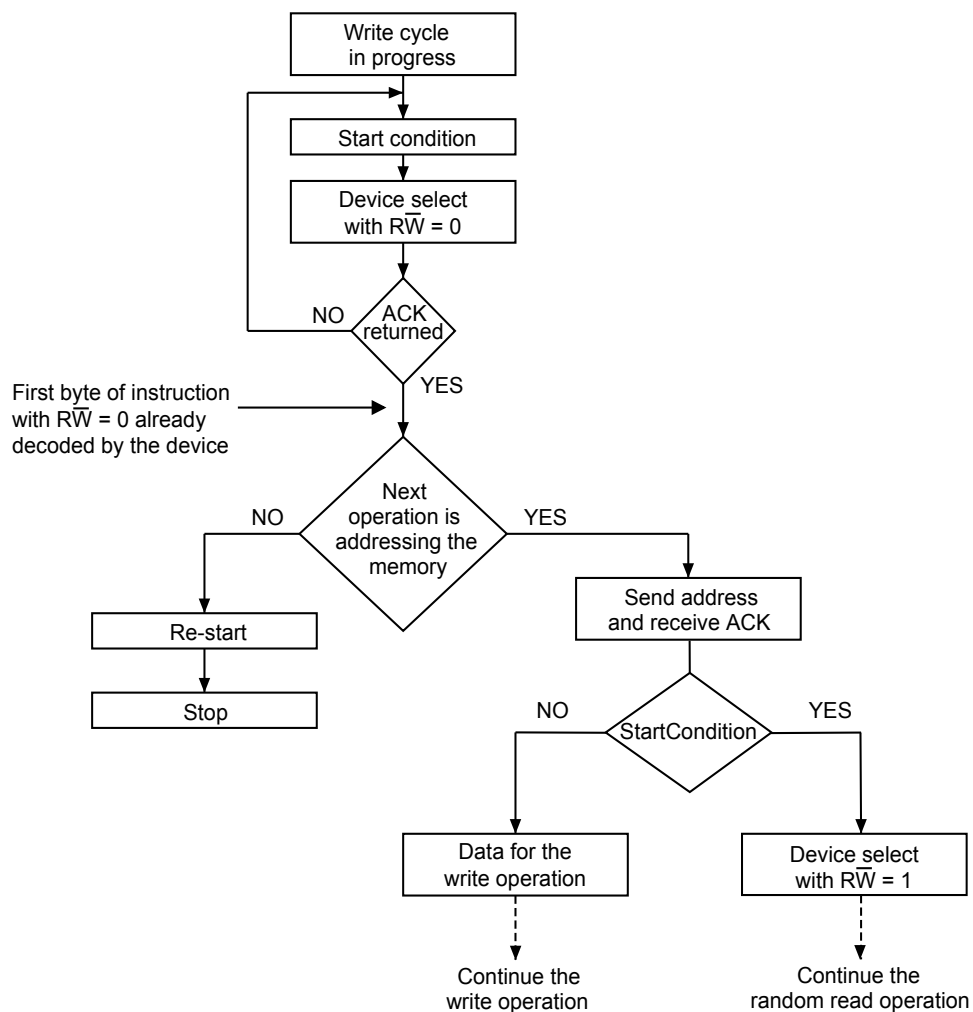 Write cycle
in progress
Start condition
Device select
with RW̅ = 0
ACK
returned
NO
YES
First byte of instruction
with RW̅ = 0 already
decoded by the device
Next
operation is
addressing the
memory
NO
YES
Re-start
Stop
Send address
and receive ACK
StartCondition
NO
YES
Data for the
write operation
Device select
with RW̅ = 1
Continue the
write operation
Continue the
random read operation